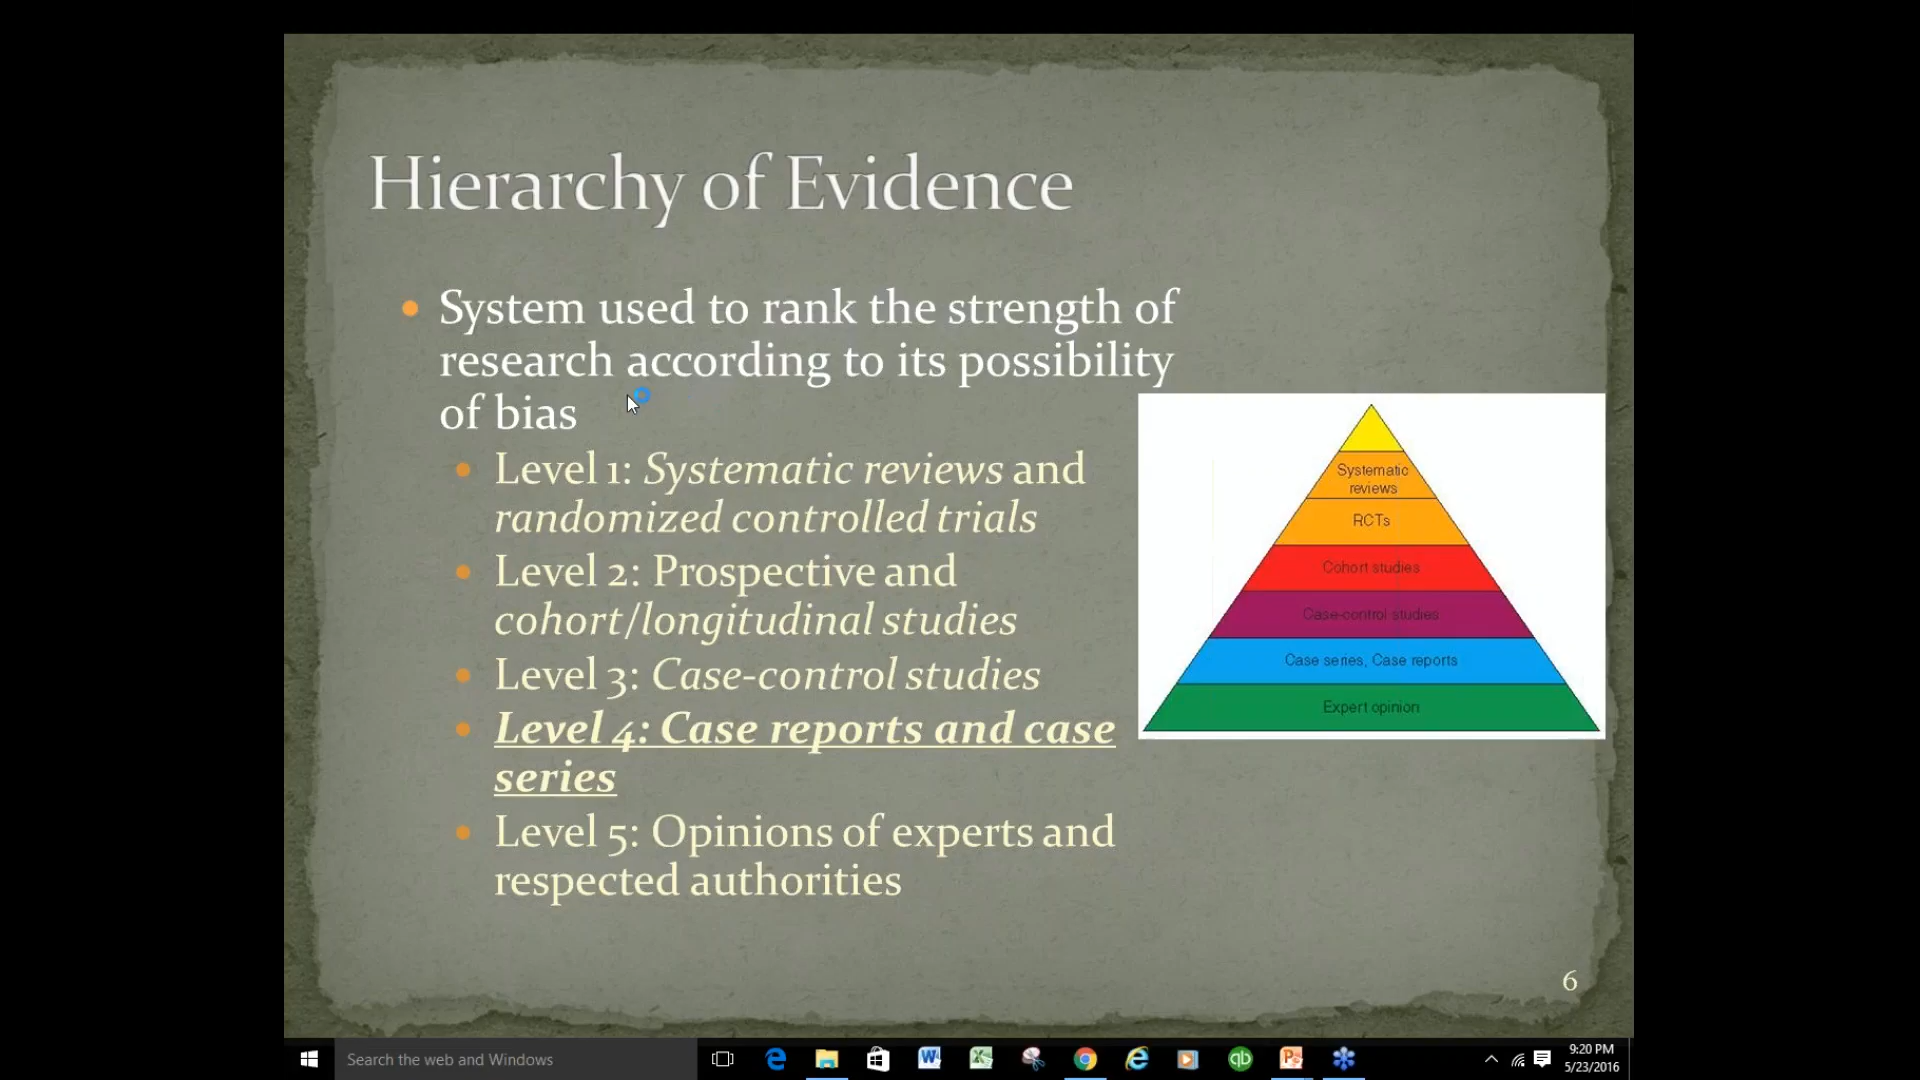 Hierarchy of Evidence
System used to rank the strength of
research according to its possibility
of bias
Level 1: Systematic reviews and
randomized controlled trials
Level 2: Prospective and
cohort/longitudinal studies
Level 3: Case-control studies
Level 4: Case reports and case
series
Level 5: Opinions of experts and
respected authorities
Systematic
reviews
RCTs
Cohort studies
Case-control studies
Case series, Case reports
Expert opinion
6
Search the web and Windows
9:20 PM
5/23/2016